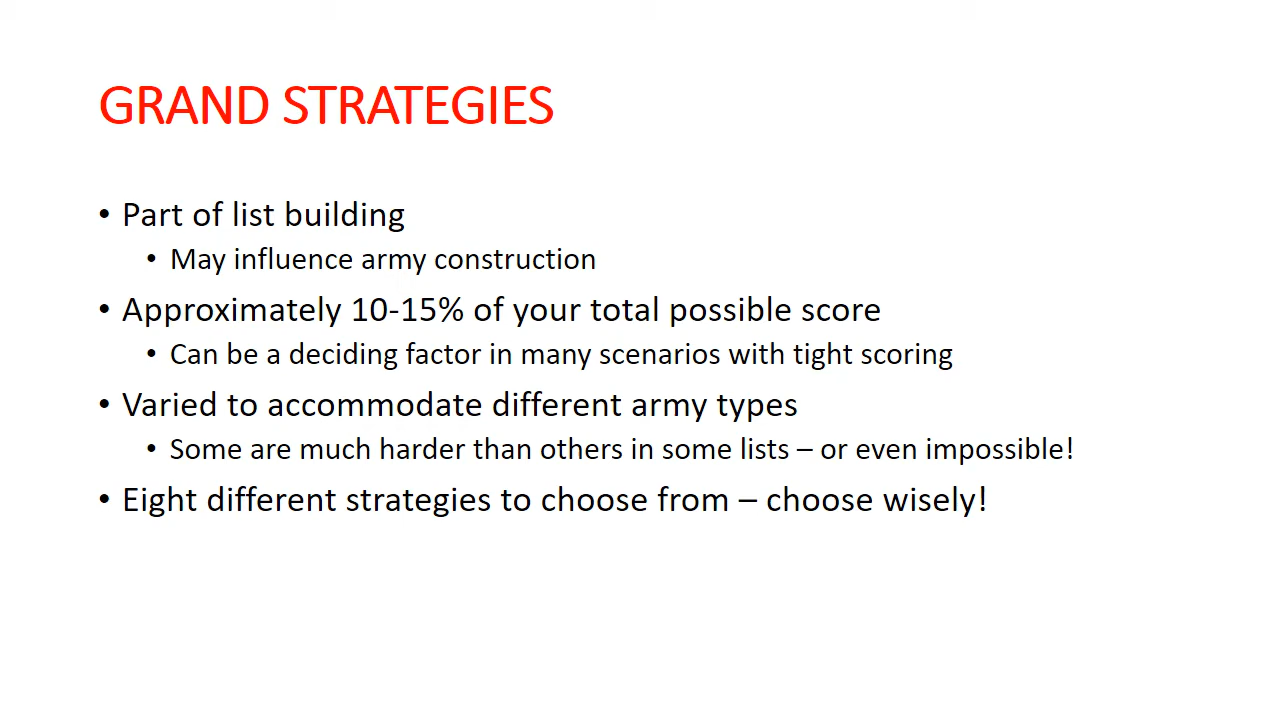 GRAND STRATEGIES
• Part of list building
• May influence army construction
• Approximately 10-15% of your total possible score
• Can be a deciding factor in many scenarios with tight scoring
• Varied to accommodate different army types
• Some are much harder than others in some lists – or even impossible!
• Eight different strategies to choose from – choose wisely!